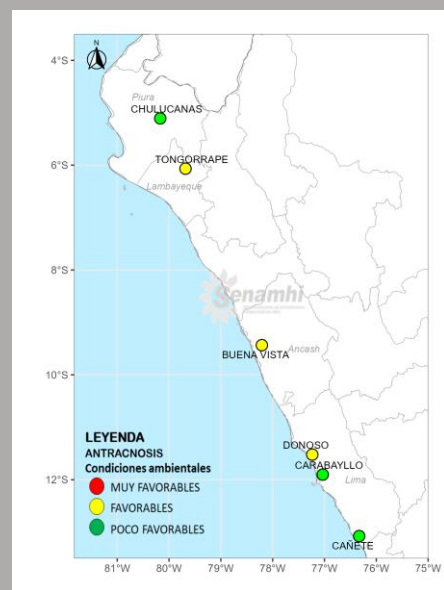 N
4°S
Piura
CHULUCANAS
6°S
TONGORRAPE
Lambayeque
8°S
Senamhi
Ancash
BUENA VISTA
10°S
LEYENDA
ANTRACNOSIS
Condiciones ambientales
MUY FAVORABLES
FAVORABLES
POCO FAVORABLES
DONOSO
CARABAYLLO
12°S
Lima
CAÑETE
81°W
80°W
79°W
78°W
77°W
76°W
75°W